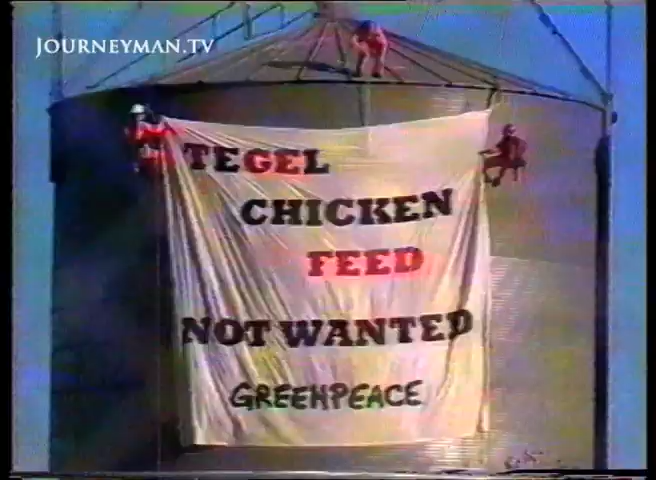 JOURNEYMAN.TV
TEGEL
CHICKEN
FEED
NOT WANTED
GREENPEACE